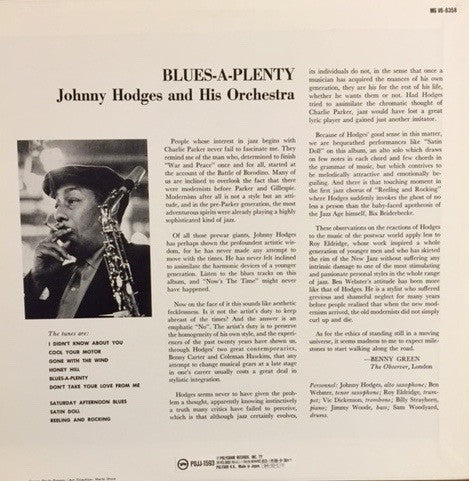 MG V6-8358
BLUES-A-PLENTY
Johnny Hodges and His Orchestra
The tunes are:
I DIDN'T KNOW ABOUT YOU
COOL YOUR MOTOR
GONE WITH THE WIND
HONEY HILL
BLUES-A-PLENTY
DON'T TAKE YOUR LOVE FROM ME
SATURDAY AFTERNOON BLUES
SATIN DOLL
REELING AND ROCKING
People whose interest in jazz begins with
Charlie Parker never fail to fascinate me. They
remind me of the man who, determined to finish
"War and Peace" once and for all, started at
the account of the Battle of Borodino. Many of
us are inclined to overlook the fact that there
were modernists before Parker and Gillespie.
Modernism after all is not a style but an atti-
tude, and in the pre-Parker generation, the most
adventurous spirits were already playing a highly
sophisticated kind of jazz.
Of all those prewar giants, Johnny Hodges
has perhaps shown the profoundest artistic wis-
dom, for he has never made any attempt to
move with the times. He has never felt inclined
to assimilate the harmonic devices of a younger
generation. Listen to the blues tracks on this
album, and "Now's The Time" might never
have happened.
Now on the face of it this sounds like aesthetic
fecklessness. Is it not the artist's duty to keep
abreast of the times? And the answer is an
emphatic "No". The artist's duty is to preserve
the homogeneity of his own style, and the experi-
ences of the past twenty years have shown us,
through Hodges' two great contemporaries,
Benny Carter and Coleman Hawkins, that any
attempt to change musical gears at a late stage
in one's career usually costs a great deal in
stylistic integration.
Hodges seems never to have given the prob-
lem a thought, apparently knowing instinctively
a truth many critics have failed to perceive,
which is that although jazz certainly evolves,
its individuals do not, in the sense that once a
musician has acquired the nuances of his own
generation, they are his for the rest of his life,
whether he wants them or not. Had Hodges
tried to assimilate the chromatic thought of
Charlie Parker, jazz would have lost a great
lyric player and gained just another imitator.
Because of Hodges' good sense in this matter,
we are bequeathed performances like "Satin
Doll" on this album, an alto solo which draws
on few notes in each chord and few chords in
the grammar of music, but which contrives to
be melodically attractive and emotionally be-
guiling. And there is that touching moment in
the first jazz chorus of "Reeling and Rocking"
where Hodges suddenly invokes the ghost of no
less a person than the baby-faced apotheosis of
the Jazz Age himself, Bix Beiderbecke.
These observations on the reactions of Hodges
to the music of the postwar world apply less to
Roy Eldridge, whose work inspired a whole
generation of younger men and who has skirted
the rim of the New Jazz without suffering any
intrinsic damage to one of the most stimulating
and passionate personal styles in the whole range
of jazz. Ben Webster's attitude has been more
like that of Hodges. He is a stylist who suffered
grievous and shameful neglect for many years
before people realised that when the new mod-
ernists arrived, the old modernists did not simply
curl up and die.
As for the ethics of standing still in a moving
universe, it seems mundane to me to expect mile-
stones to start walking along the road.
—BENNY GREEN
The Observer, London
Personnel: Johnny Hodges, alto saxophone; Ben
Webster, tenor saxophone; Roy Eldridge, trum-
pet; Vic Dickenson, trombone; Billy Strayhorn,
piano; Jimmy Woode, bass; Sam Woodyard,
drums.
POJJ-1593
POLYDOR K.K.